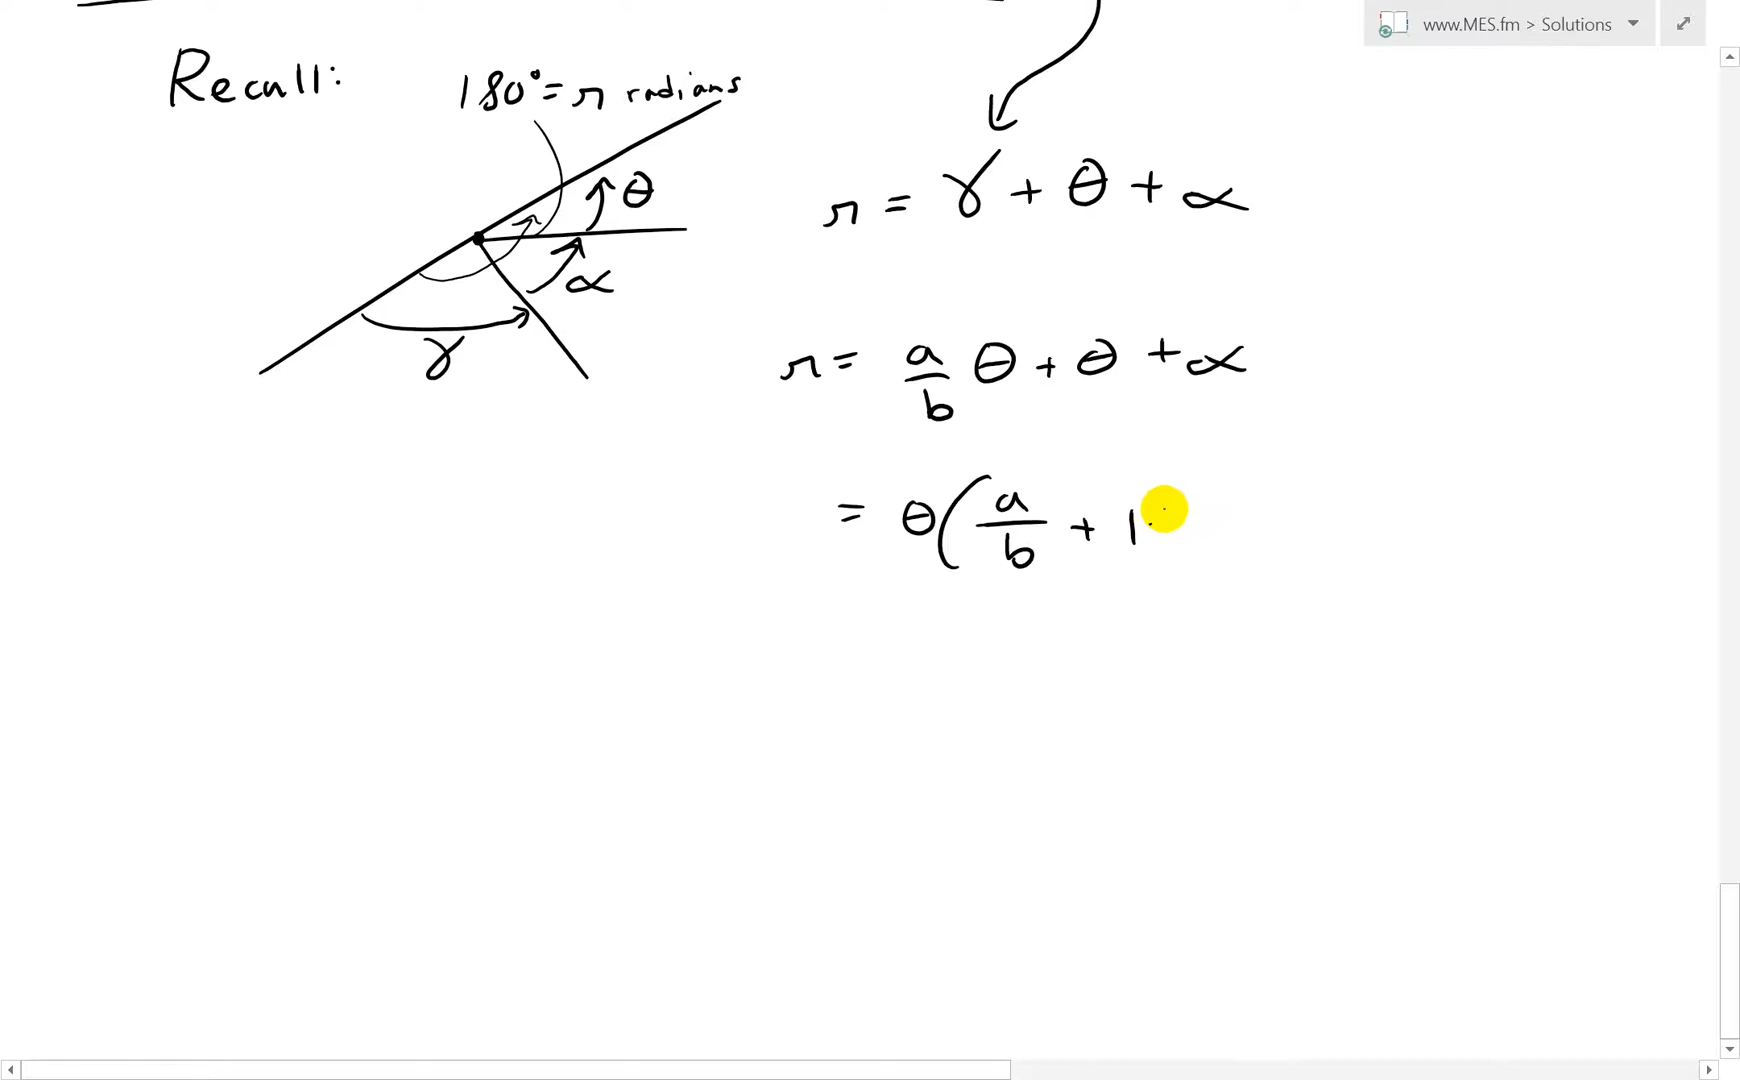 www.MES.fm > Solutions
Recall:
180° = π radians
θ
α
γ
π = γ + θ + α
π = a/b θ + θ + α
= θ( a/b + 1